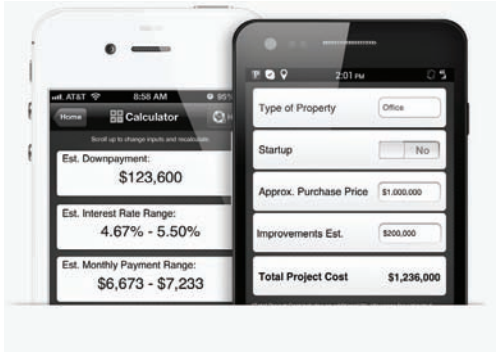 AT&T
8:56 AM
95%
Home
Calculator
Scroll up to change inputs and recalculate.
Est. Downpayment:
$123,600
Est. Interest Rate Range:
4.67% - 5.50%
Est. Monthly Payment Range:
$6,673 - $7,233
2:01 PM
Type of Property
Office
Startup
No
Approx. Purchase Price
$1,000,000
Improvements Est.
$200,000
Total Project Cost
$1,236,000